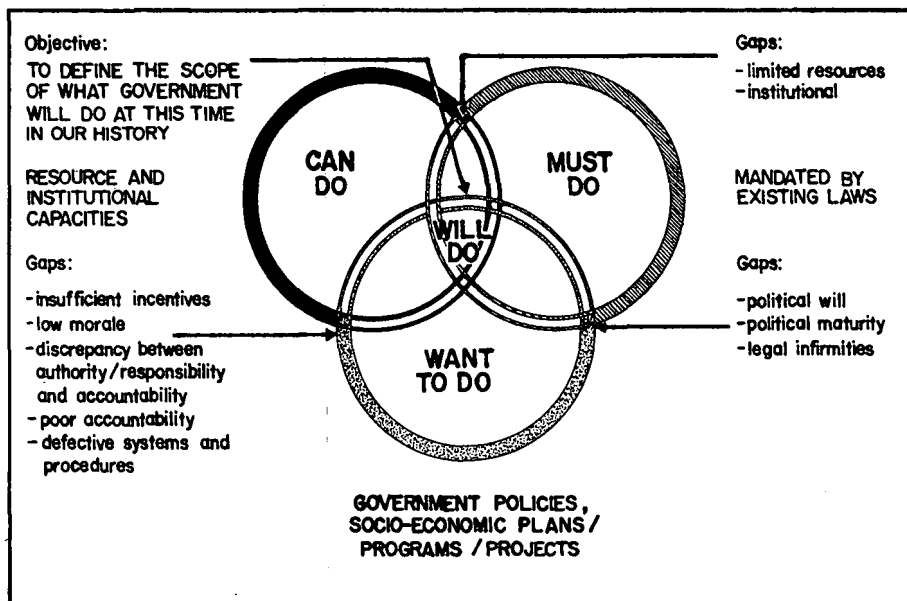 Objective:
TO DEFINE THE SCOPE
OF WHAT GOVERNMENT
WILL DO AT THIS TIME
IN OUR HISTORY
RESOURCE AND
INSTITUTIONAL
CAPACITIES
Gaps:
-insufficient incentives
-low morale
-discrepancy between
authority/responsibility
and accountability
-poor accountability
-defective systems and
procedures
CAN
DO
MUST
DO
WILL
DO
WANT
TO DO
Gaps:
-limited resources
-institutional
MANDATED BY
EXISTING LAWS
Gaps:
-political will
-political maturity
-legal infirmities
GOVERNMENT POLICIES,
SOCIO-ECONOMIC PLANS/
PROGRAMS/PROJECTS